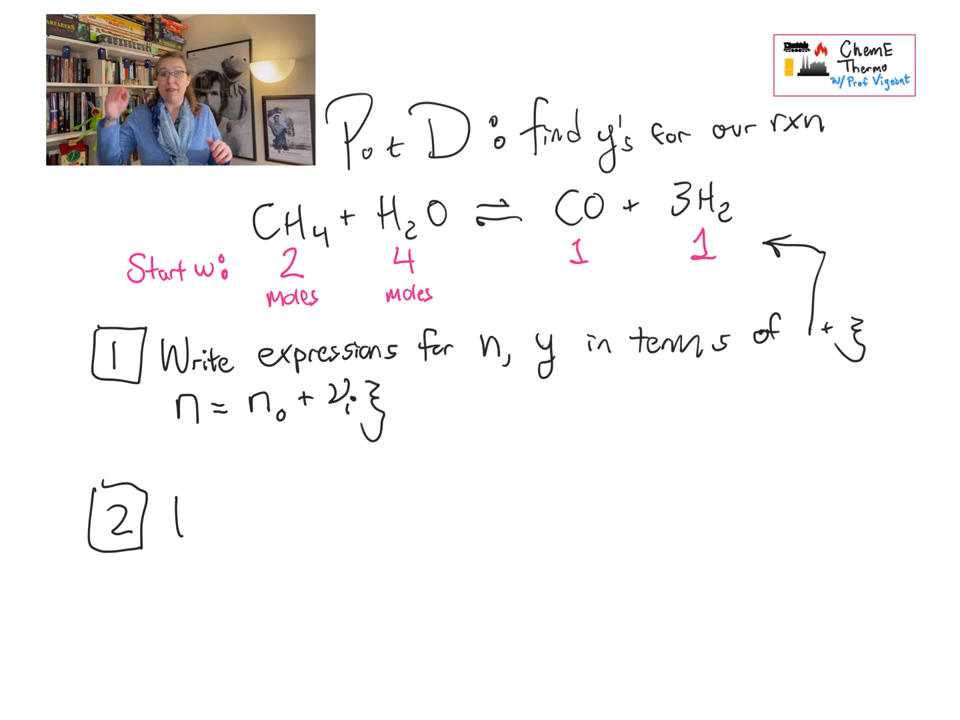 ChemE
Thermo
w/Prof Vigeant
PotD: find y's for our rxn
CH₄ + H₂O ⇌ CO + 3H₂
Start w: 2 moles 4 moles 1 1
1 Write expressions for n, y in terms of ↑ + ξ
n = n₀ + νᵢ ξ
2